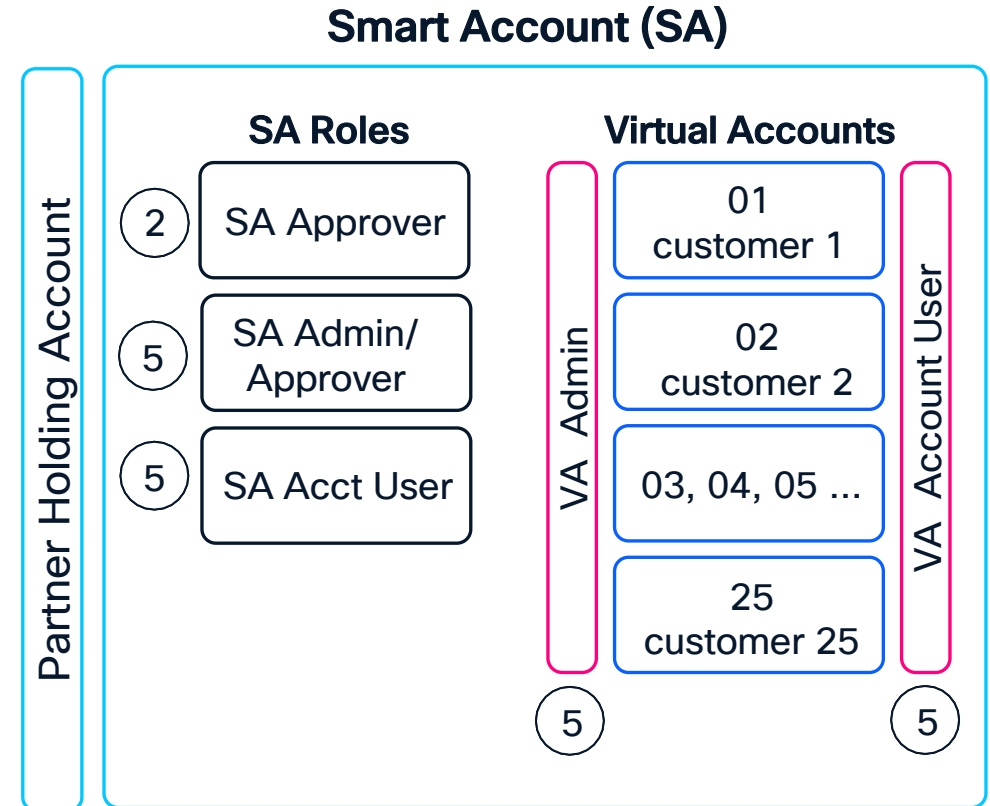 Smart Account (SA)
Partner Holding Account
SA Roles
2
SA Approver
5
SA Admin/
Approver
5
SA Acct User
Virtual Accounts
VA Admin
5
01
customer 1
02
customer 2
03, 04, 05 ...
25
customer 25
VA Account User
5